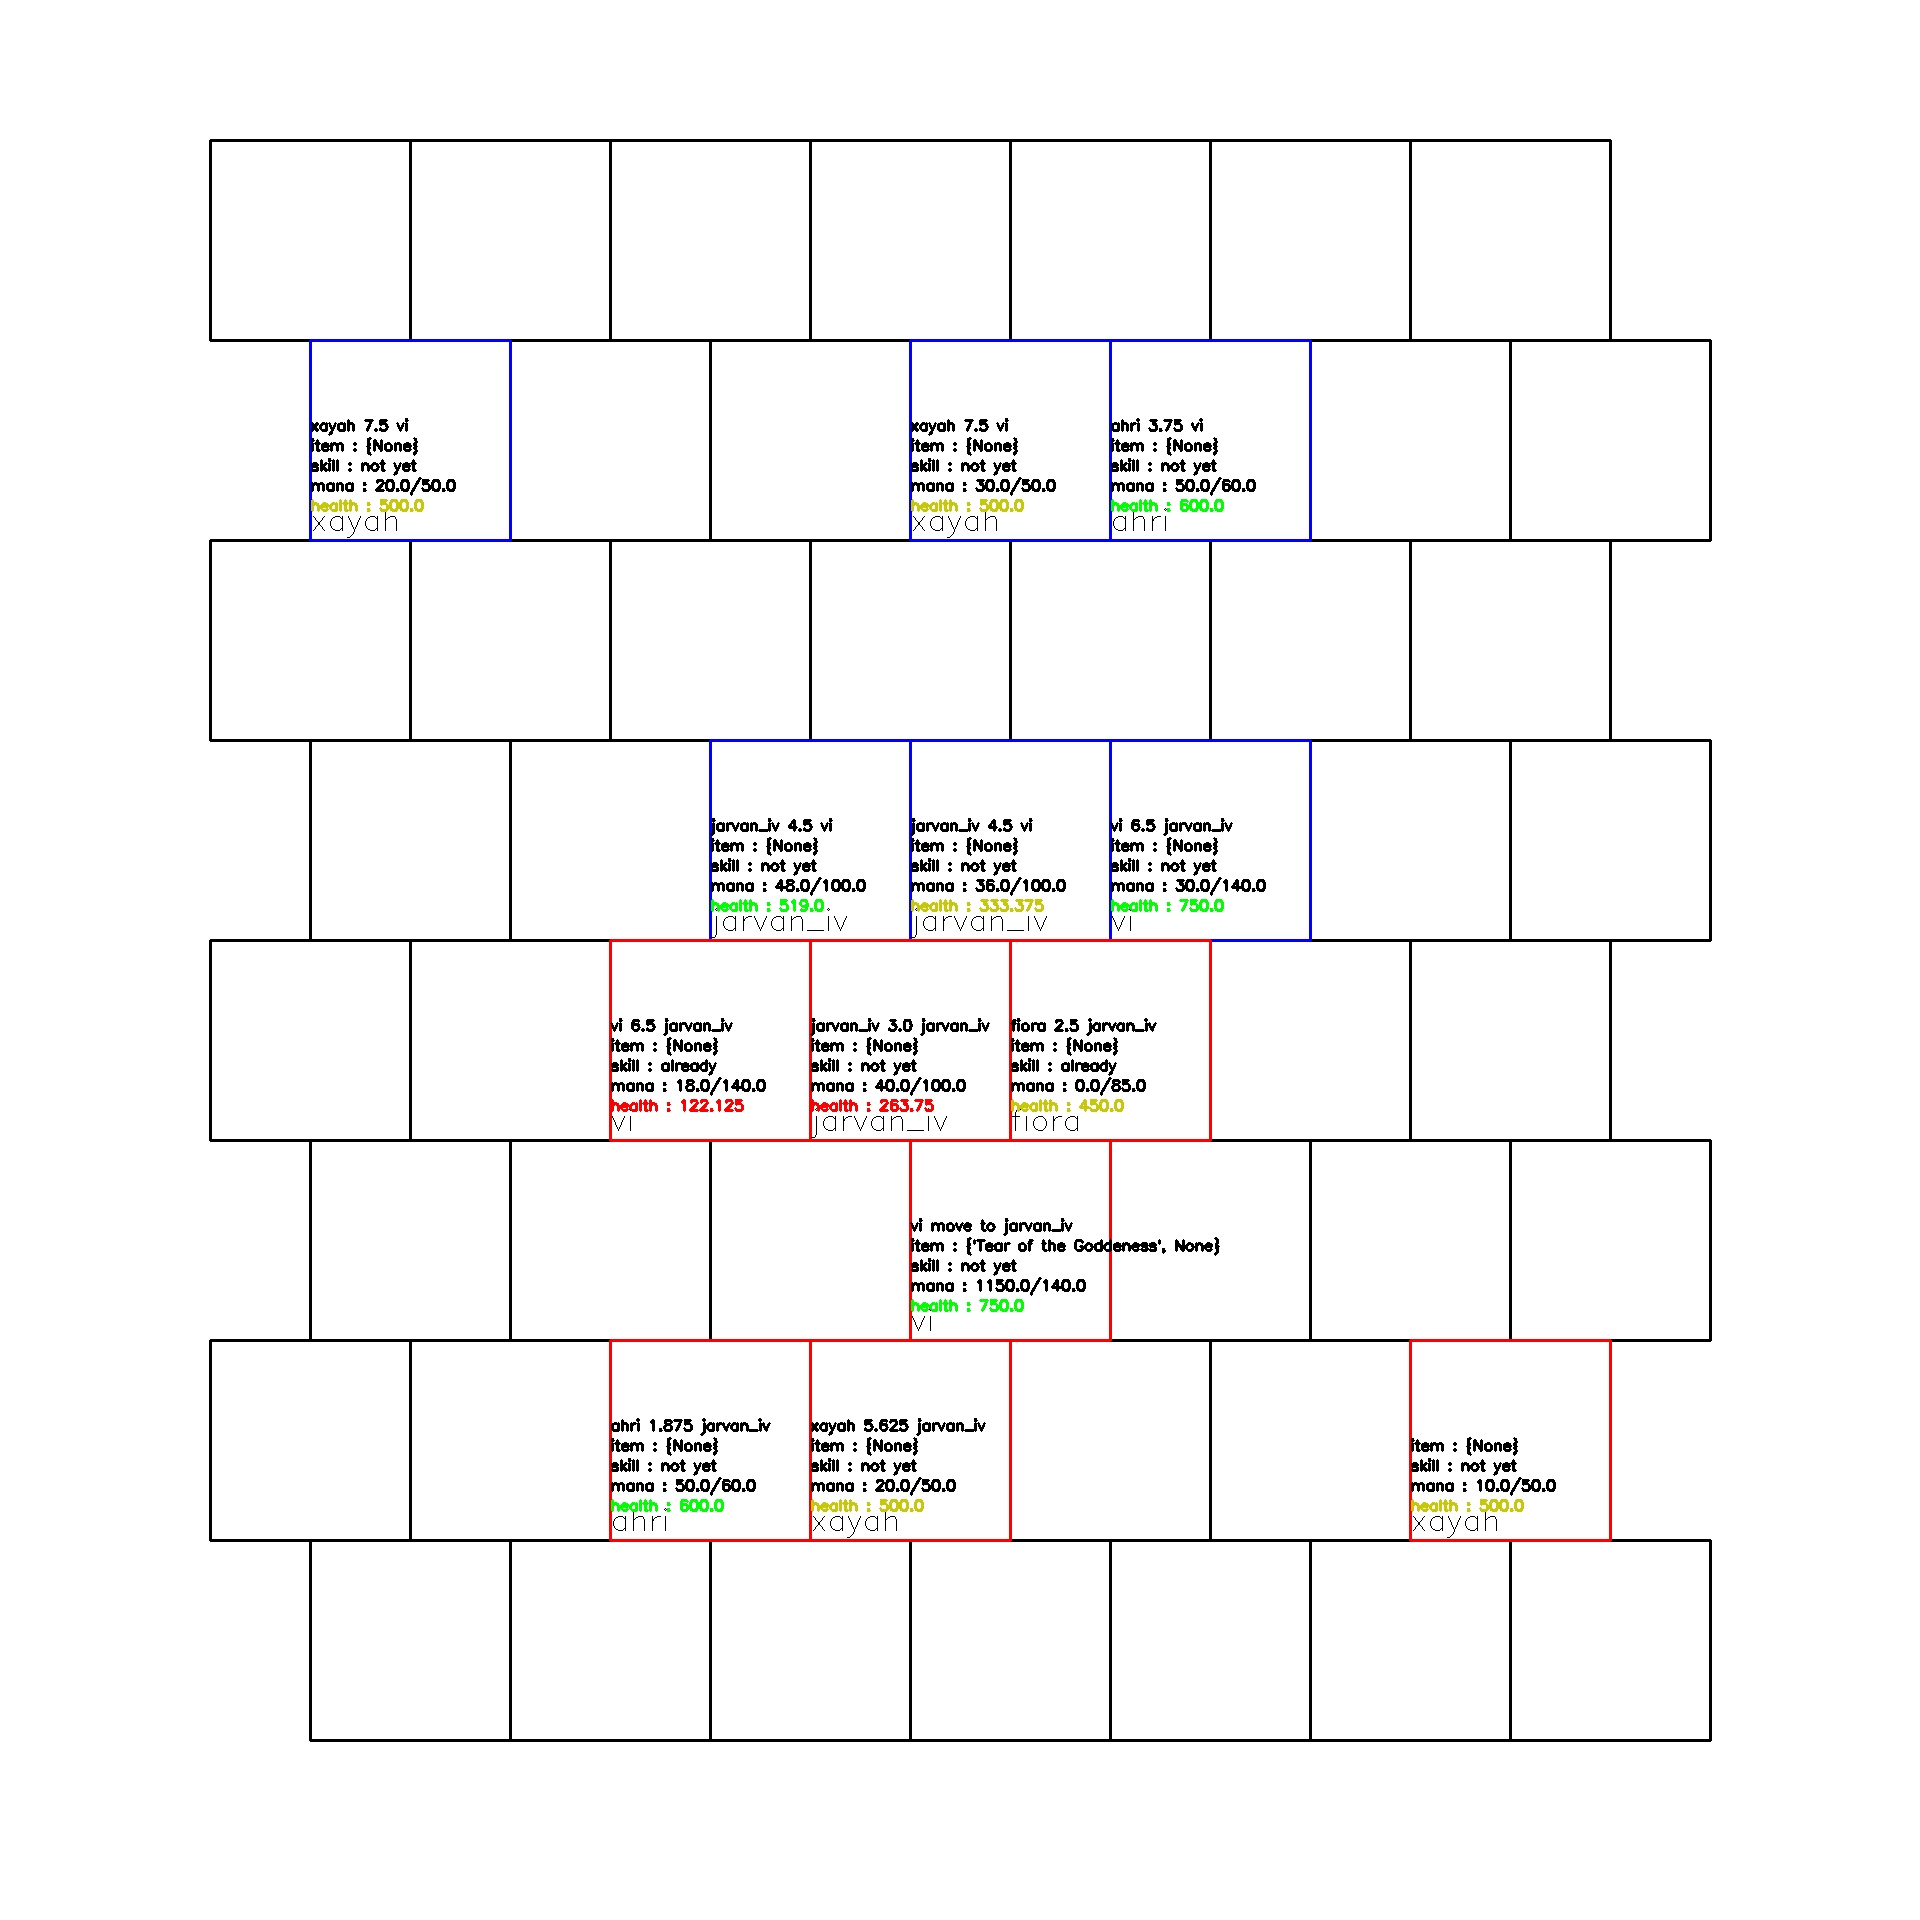 xayah 7.5 vi
item : {None}
skill : not yet
mana : 20.0/50.0
health : 500.0
xayah
xayah 7.5 vi
item : {None}
skill : not yet
mana : 30.0/50.0
health : 500.0
xayah
ahri 3.75 vi
item : {None}
skill : not yet
mana : 50.0/60.0
health : 600.0
ahri
jarvan_iv 4.5 vi
item : {None}
skill : not yet
mana : 48.0/100.0
health : 519.0
jarvan_iv
jarvan_iv 4.5 vi
item : {None}
skill : not yet
mana : 36.0/100.0
health : 333.375
jarvan_iv
vi 6.5 jarvan_iv
item : {None}
skill : not yet
mana : 30.0/140.0
health : 750.0
vi
vi 6.5 jarvan_iv
item : {None}
skill : already
mana : 18.0/140.0
health : 122.125
vi
jarvan_iv 3.0 jarvan_iv
item : {None}
skill : not yet
mana : 40.0/100.0
health : 263.75
jarvan_iv
fiora 2.5 jarvan_iv
item : {None}
skill : already
mana : 0.0/85.0
health : 450.0
fiora
vi move to jarvan_iv
item : {'Tear of the Goddeness', None}
skill : not yet
mana : 1150.0/140.0
health : 750.0
vi
ahri 1.875 jarvan_iv
item : {None}
skill : not yet
mana : 50.0/60.0
health : 600.0
ahri
xayah 5.625 jarvan_iv
item : {None}
skill : not yet
mana : 20.0/50.0
health : 500.0
xayah
item : {None}
skill : not yet
mana : 10.0/50.0
health : 500.0
xayah